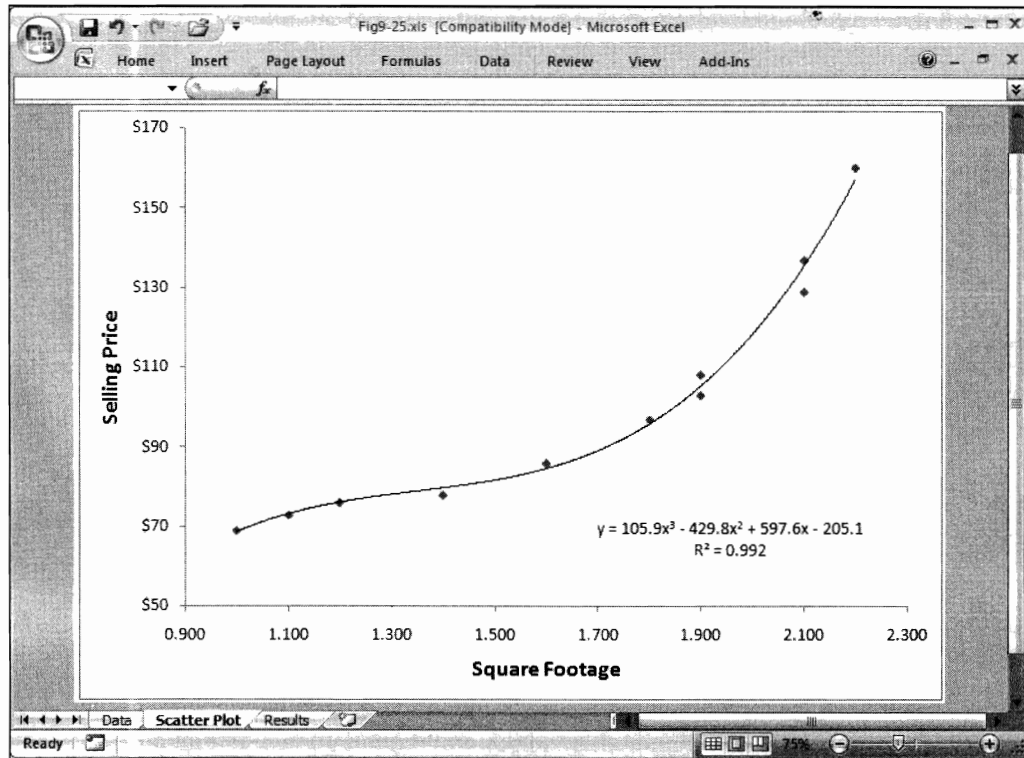 Fig9-25.xls [Compatibility Mode] - Microsoft Excel
Home Insert Page Layout Formulas Data Review View Add-Ins
fx
$170
$150
$130
$110
$90
$70
$50
Selling Price
y = 105.9x³ - 429.8x² + 597.6x - 205.1
R² = 0.992
0.900 1.100 1.300 1.500 1.700 1.900 2.100 2.300
Square Footage
Data Scatter Plot Results
Ready 75%